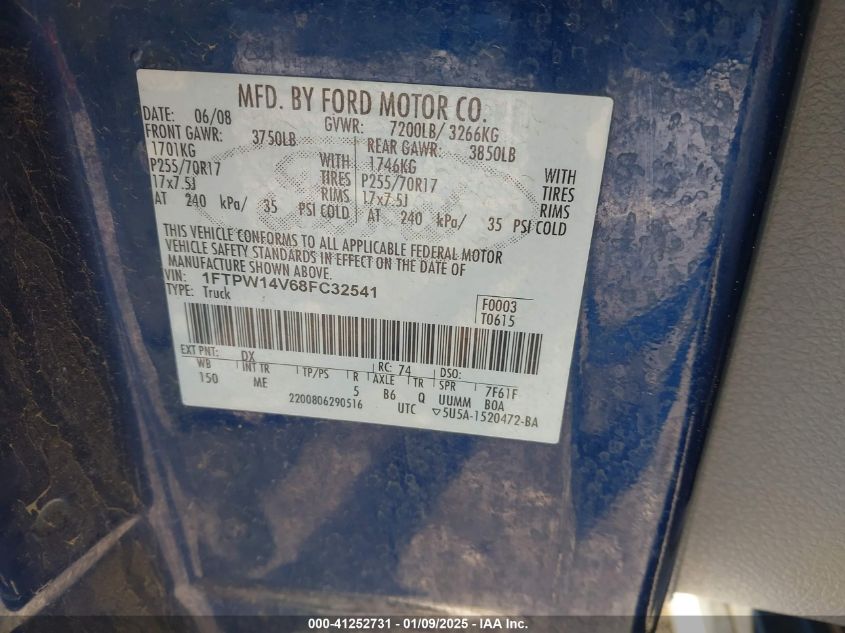 MFD. BY FORD MOTOR CO.
DATE: 06/08 GVWR: 7200LB/ 3266KG
FRONT GAWR: 3750LB REAR GAWR: 3850LB
1701KG WITH 1746KG WITH
P255/70R17 TIRES P255/70R17 TIRES
17x7.5J RIMS 17x7.5J RIMS
AT 240 kPa/ 35 PSI COLD AT 240 kPa/ 35 PSI COLD
THIS VEHICLE CONFORMS TO ALL APPLICABLE FEDERAL MOTOR
VEHICLE SAFETY STANDARDS IN EFFECT ON THE DATE OF
MANUFACTURE SHOWN ABOVE.
VIN: 1FTPW14V68FC32541
TYPE: Truck
F0003
T0615
EXT PNT: DX RC: 74 DSO:
WB INT TR TP/PS R AXLE TR SPR 7F61F
150 ME 5 B6 Q UUMM BOA
2200806290516 UTC ▽5U5A-1520472-BA
000-41252731 - 01/09/2025 - IAA Inc.